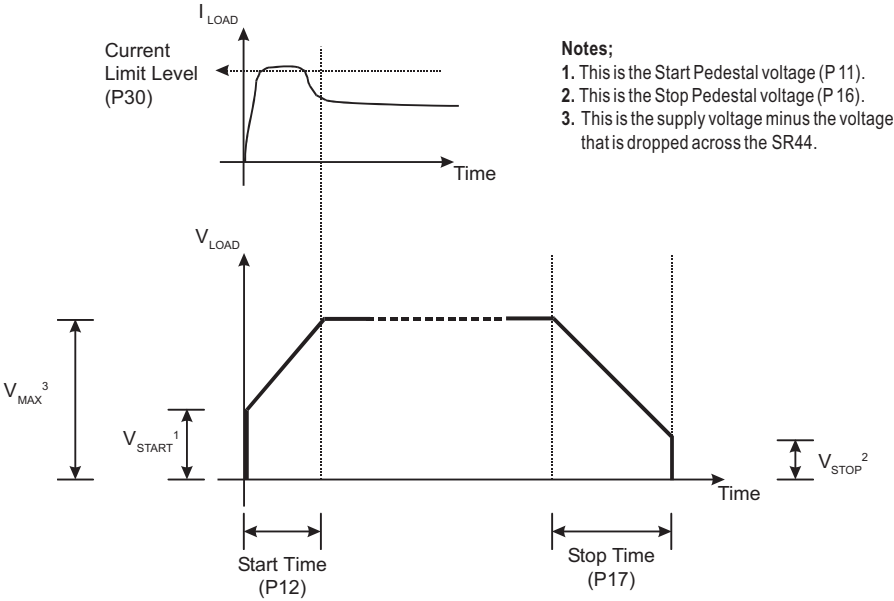 I LOAD
Current
Limit Level
(P30)
Time
Notes;
1. This is the Start Pedestal voltage (P 11).
2. This is the Stop Pedestal voltage (P 16).
3. This is the supply voltage minus the voltage
that is dropped across the SR44.
V LOAD
V MAX 3
V START 1
V STOP 2
Time
Start Time
(P12)
Stop Time
(P17)